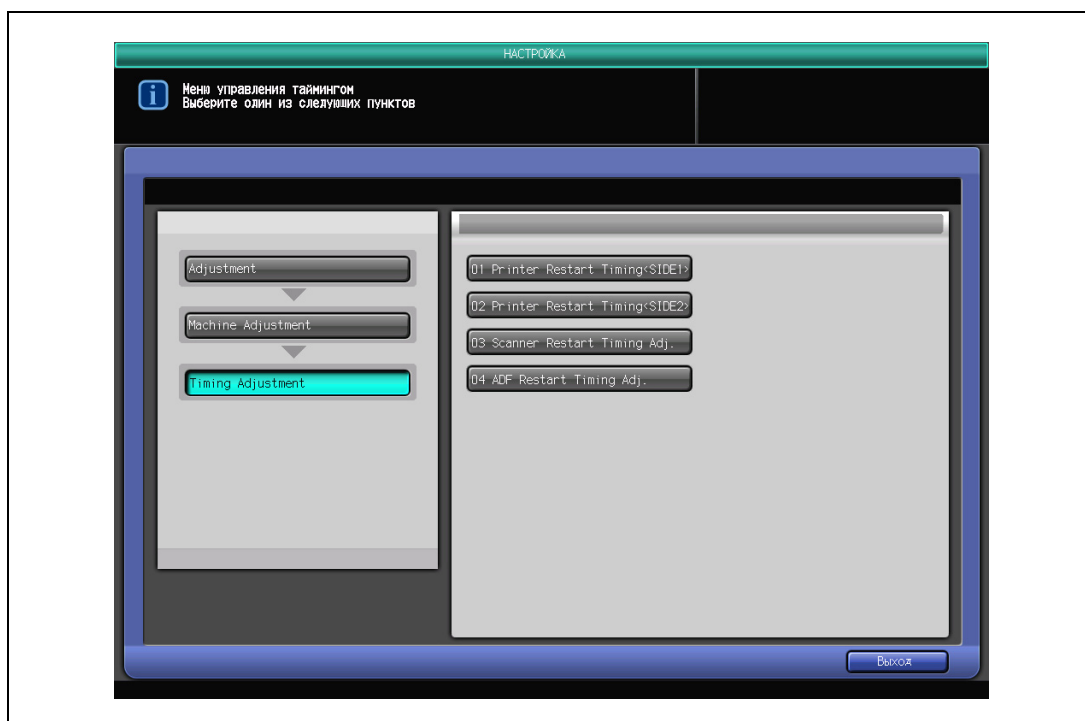 НАСТРОЙКА
Меню управления таймингом
Выберите один из следующих пунктов
Adjustment
Machine Adjustment
Timing Adjustment
01 Printer Restart Timing<SIDE1>
02 Printer Restart Timing<SIDE2>
03 Scanner Restart Timing Adj.
04 ADF Restart Timing Adj.
Выход